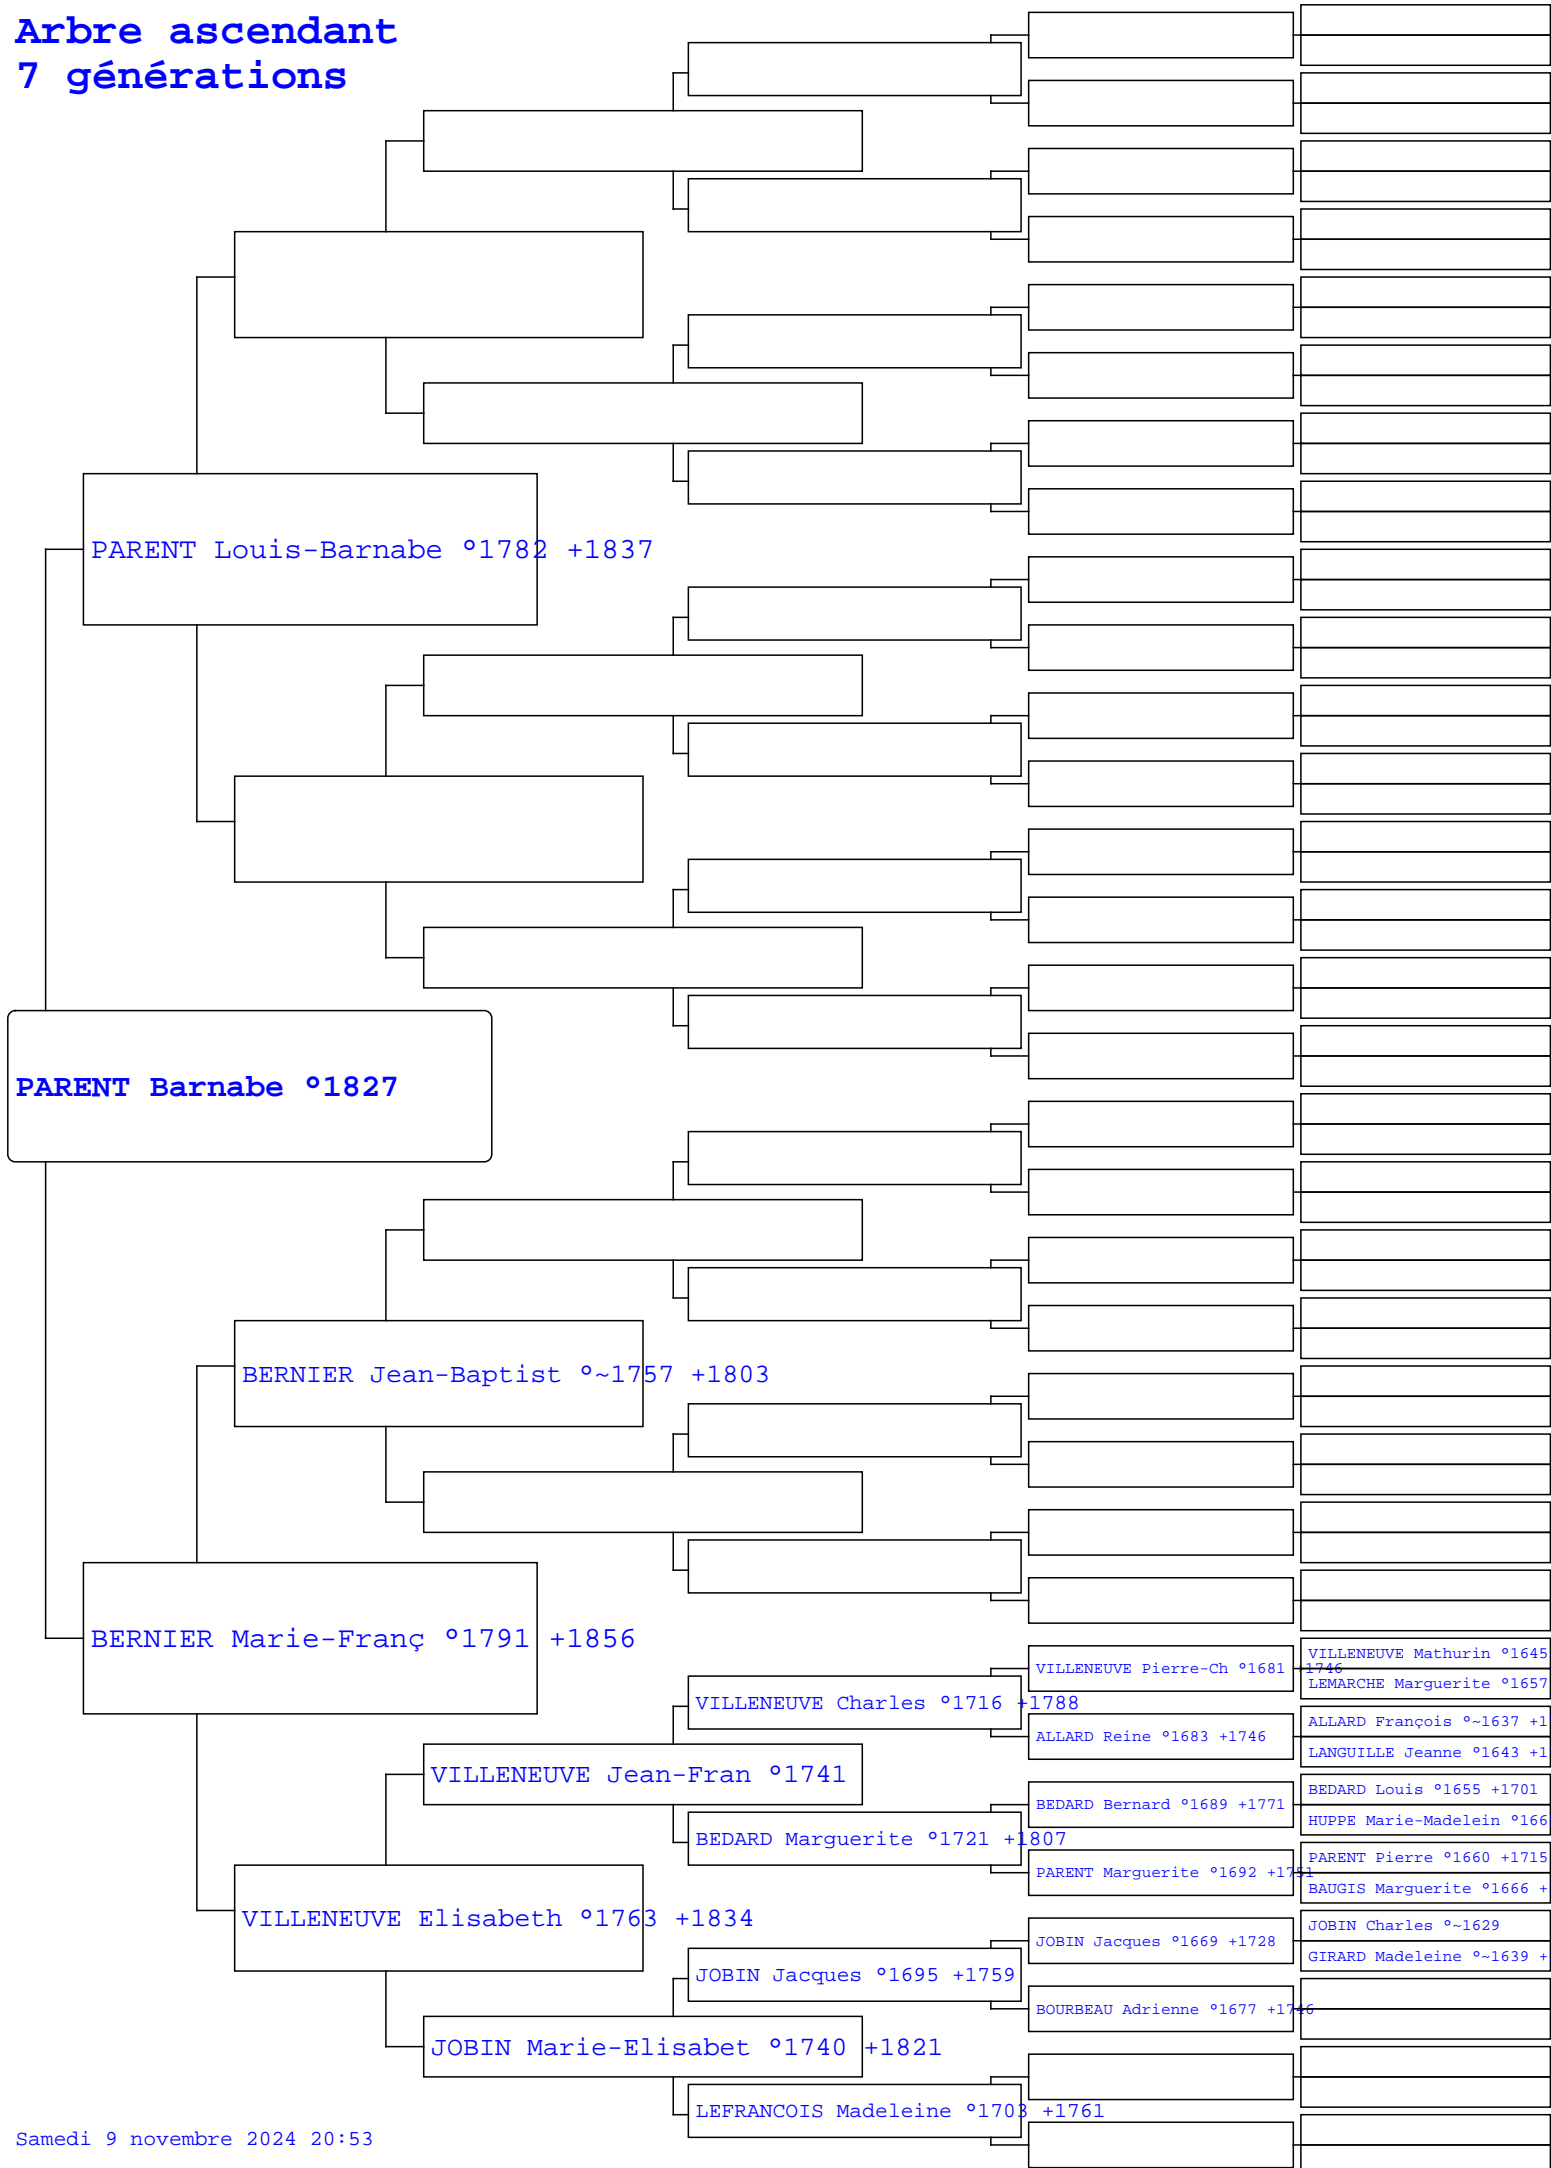 Arbre ascendant
7 générations
PARENT Louis-Barnabe °1782 +1837
PARENT Barnabe °1827
BERNIER Jean-Baptist °~1757 +1803
BERNIER Marie-Franç °1791 +1856
VILLENEUVE Mathurin °1645
VILLENEUVE Pierre-Ch °1681 +1746
LEMARCHE Marguerite °1657
VILLENEUVE Charles °1716 +1788
ALLARD François °~1637 +1
ALLARD Reine °1683 +1746
LANGUILLE Jeanne °1643 +1
VILLENEUVE Jean-Fran °1741
BEDARD Louis °1655 +1701
BEDARD Bernard °1689 +1771
HUPPE Marie-Madelein °166
BEDARD Marguerite °1721 +1807
PARENT Pierre °1660 +1715
PARENT Marguerite °1692 +1751
BAUGIS Marguerite °1666 +
VILLENEUVE Elisabeth °1763 +1834
JOBIN Charles °~1629
JOBIN Jacques °1669 +1728
GIRARD Madeleine °~1639 +
JOBIN Jacques °1695 +1759
BOURBEAU Adrienne °1677 +1746
JOBIN Marie-Elisabet °1740 +1821
LEFRANCOIS Madeleine °1703 +1761
Samedi 9 novembre 2024 20:53